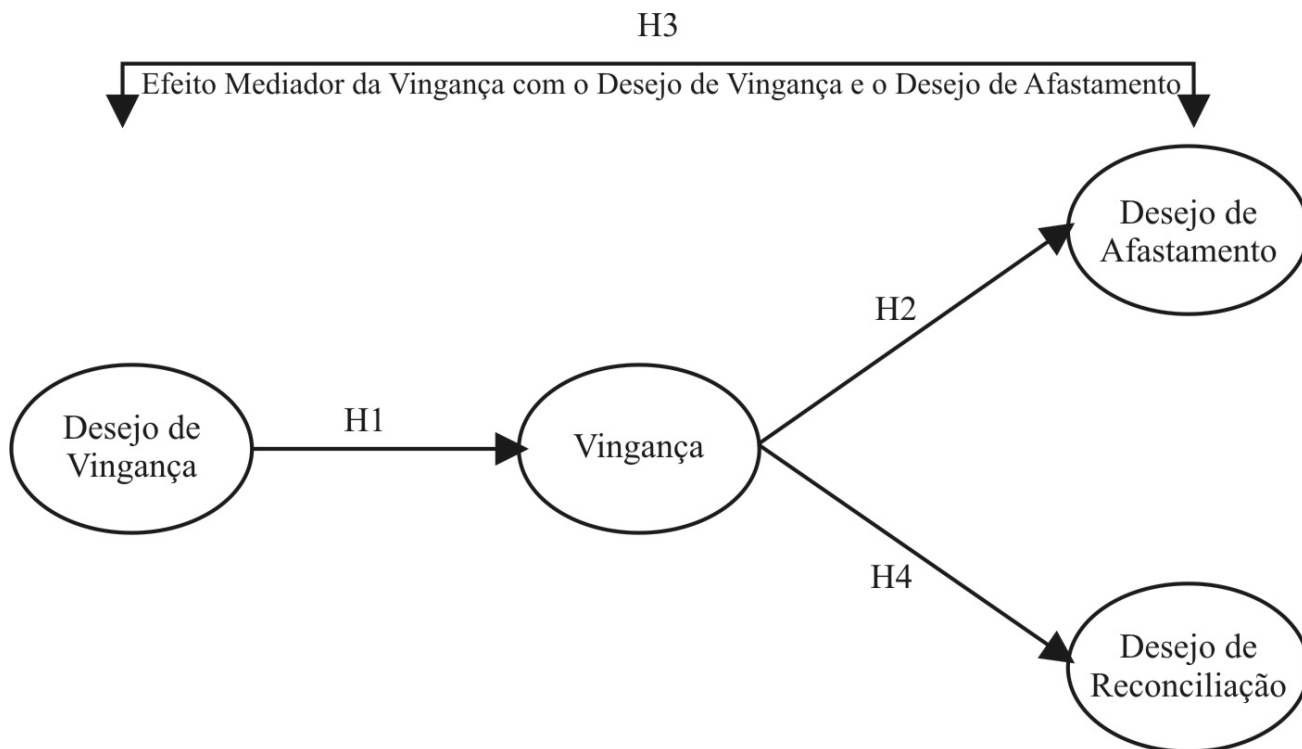 H3
Efeito Mediador da Vingança com o Desejo de Vingança e o Desejo de Afastamento
Desejo de
Afastamento
H2
Desejo de
Vingança
H1
Vingança
H4
Desejo de
Reconciliação